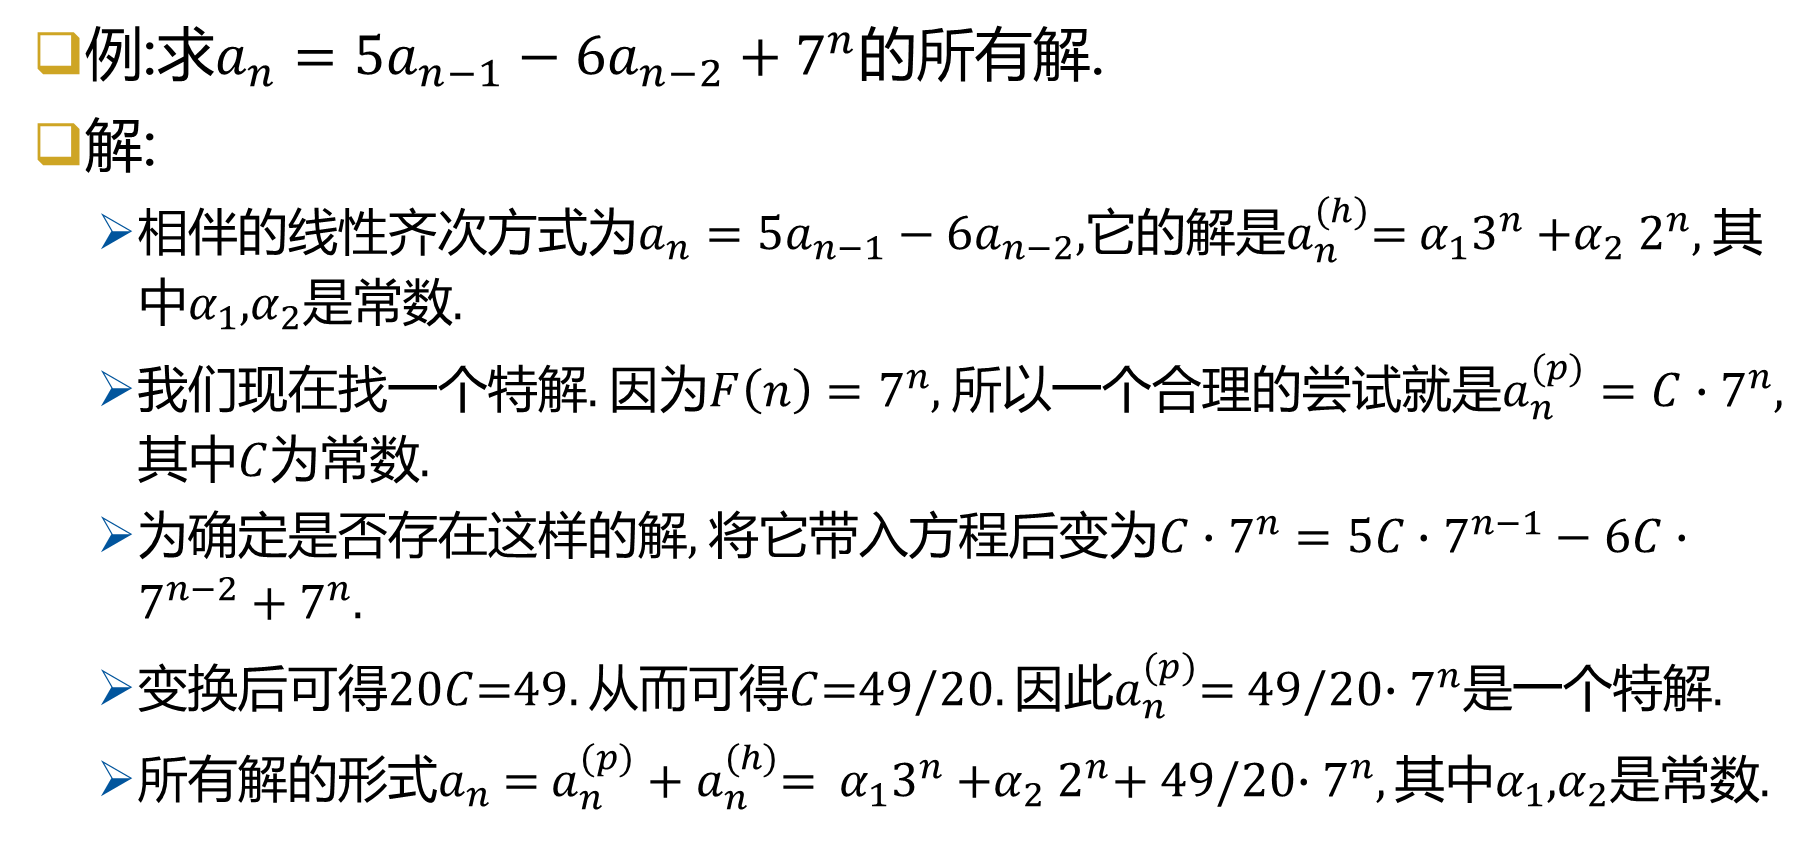 例:求aₙ = 5aₙ₋₁ − 6aₙ₋₂ + 7ⁿ的所有解.
解:
相伴的线性齐次方式为aₙ = 5aₙ₋₁ − 6aₙ₋₂,它的解是aₙ⁽ʰ⁾= α₁3ⁿ +α₂ 2ⁿ, 其
中α₁,α₂是常数.
我们现在找一个特解. 因为F(n) = 7ⁿ, 所以一个合理的尝试就是aₙ⁽ᵖ⁾ = C · 7ⁿ,
其中C为常数.
为确定是否存在这样的解, 将它带入方程后变为C · 7ⁿ = 5C · 7ⁿ⁻¹ − 6C ·
7ⁿ⁻² + 7ⁿ.
变换后可得20C=49. 从而可得C=49/20. 因此aₙ⁽ᵖ⁾= 49/20· 7ⁿ是一个特解.
所有解的形式aₙ = aₙ⁽ᵖ⁾ + aₙ⁽ʰ⁾= α₁3ⁿ +α₂ 2ⁿ+ 49/20· 7ⁿ, 其中α₁,α₂是常数.